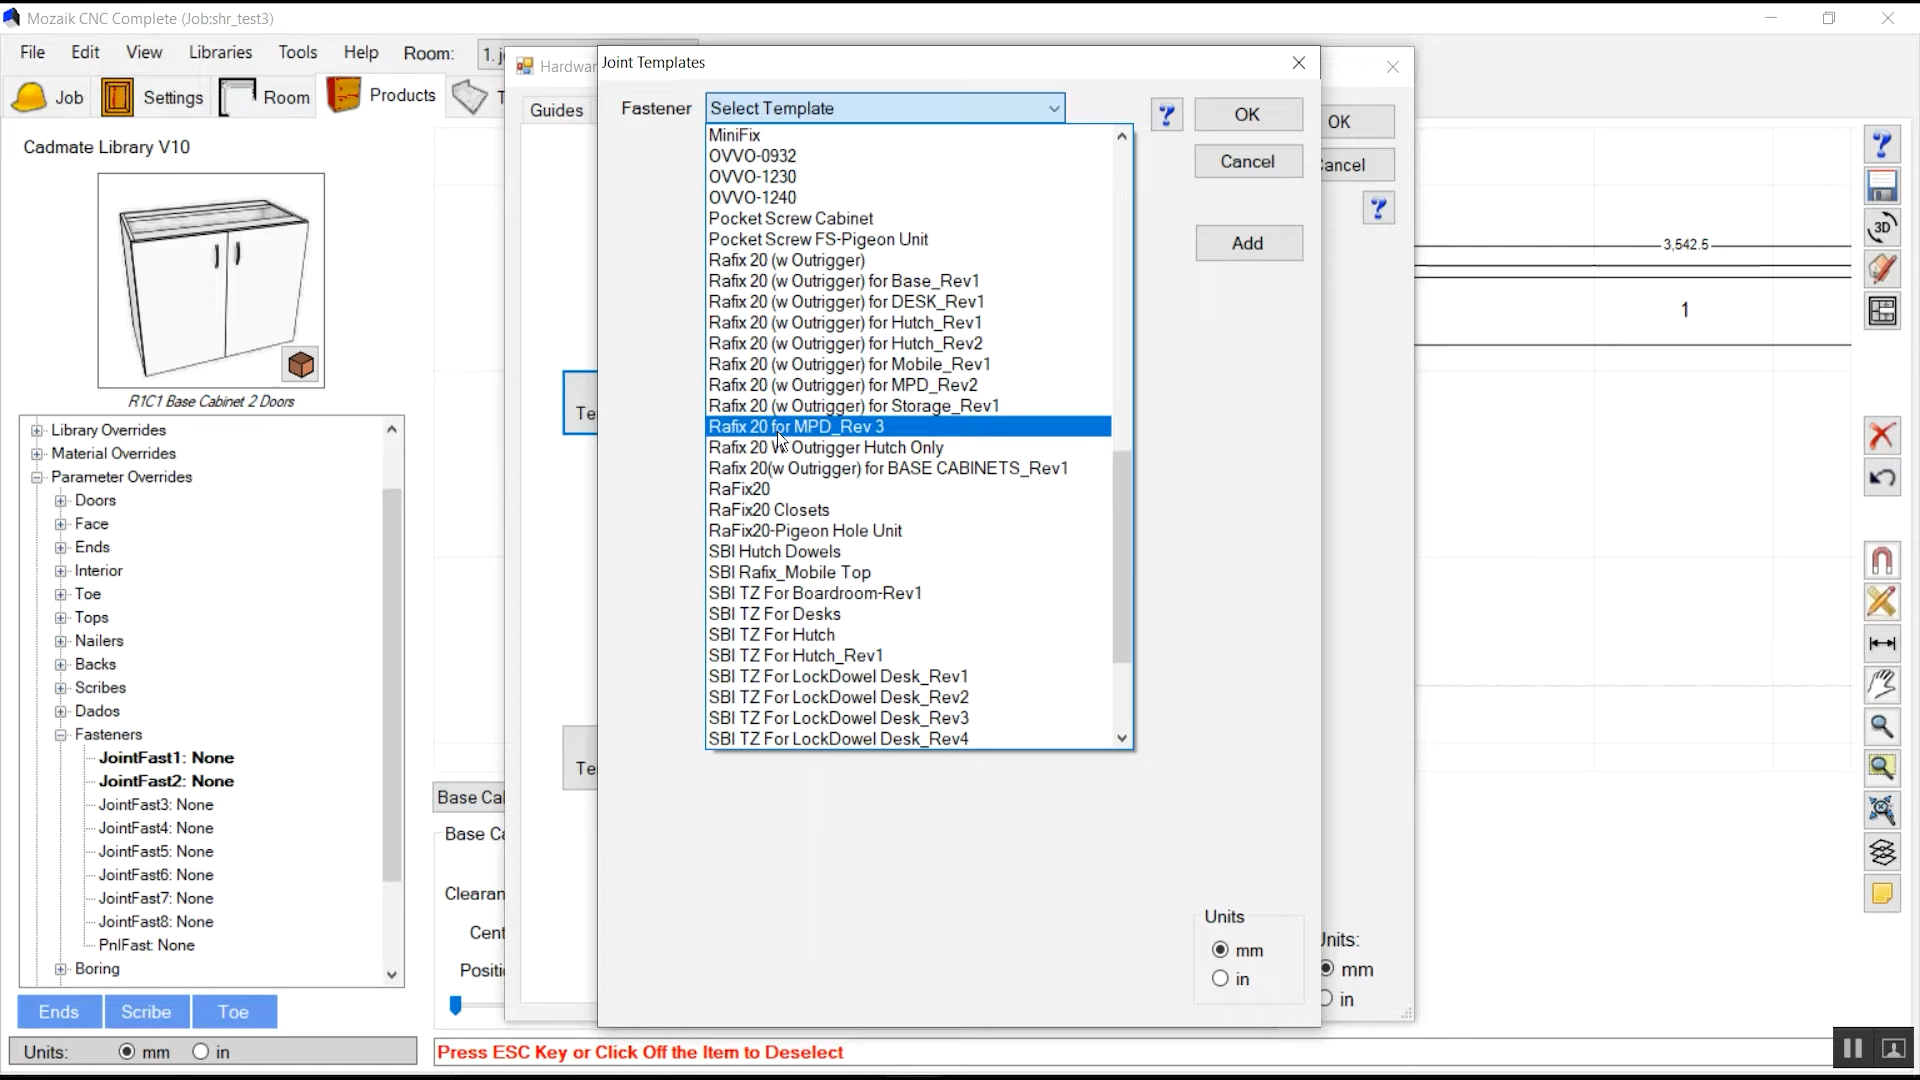 Mozaik CNC Complete (Job:shr_test3)
File Edit View Libraries Tools Help Room: 1. j
Job Settings Room Products T
Hardwar
Joint Templates
Guides
Fastener Select Template
OK
Cancel
Add
OK
ancel
MiniFix
OVVO-0932
OVVO-1230
OVVO-1240
Pocket Screw Cabinet
Pocket Screw FS-Pigeon Unit
Rafix 20 (w Outrigger)
Rafix 20 (w Outrigger) for Base_Rev1
Rafix 20 (w Outrigger) for DESK_Rev1
Rafix 20 (w Outrigger) for Hutch_Rev1
Rafix 20 (w Outrigger) for Hutch_Rev2
Rafix 20 (w Outrigger) for Mobile_Rev1
Rafix 20 (w Outrigger) for MPD_Rev2
Rafix 20 (w Outrigger) for Storage_Rev1
Rafix 20 for MPD_Rev 3
Rafix 20 W Outrigger Hutch Only
Rafix 20(w Outrigger) for BASE CABINETS_Rev1
RaFix20
RaFix20 Closets
RaFix20-Pigeon Hole Unit
SBI Hutch Dowels
SBI Rafix_Mobile Top
SBI TZ For Boardroom-Rev1
SBI TZ For Desks
SBI TZ For Hutch
SBI TZ For Hutch_Rev1
SBI TZ For LockDowel Desk_Rev1
SBI TZ For LockDowel Desk_Rev2
SBI TZ For LockDowel Desk_Rev3
SBI TZ For LockDowel Desk_Rev4
Units
mm
in
Units:
mm
in
3,542.5
1
3D
Te
Te
Cadmate Library V10
R1C1 Base Cabinet 2 Doors
Library Overrides
Material Overrides
Parameter Overrides
Doors
Face
Ends
Interior
Toe
Tops
Nailers
Backs
Scribes
Dados
Fasteners
JointFast1: None
JointFast2: None
JointFast3: None
JointFast4: None
JointFast5: None
JointFast6: None
JointFast7: None
JointFast8: None
PnlFast: None
Boring
Ends Scribe Toe
Units: mm in
Base Cal
Base Ca
Clearan
Cent
Positi
Press ESC Key or Click Off the Item to Deselect